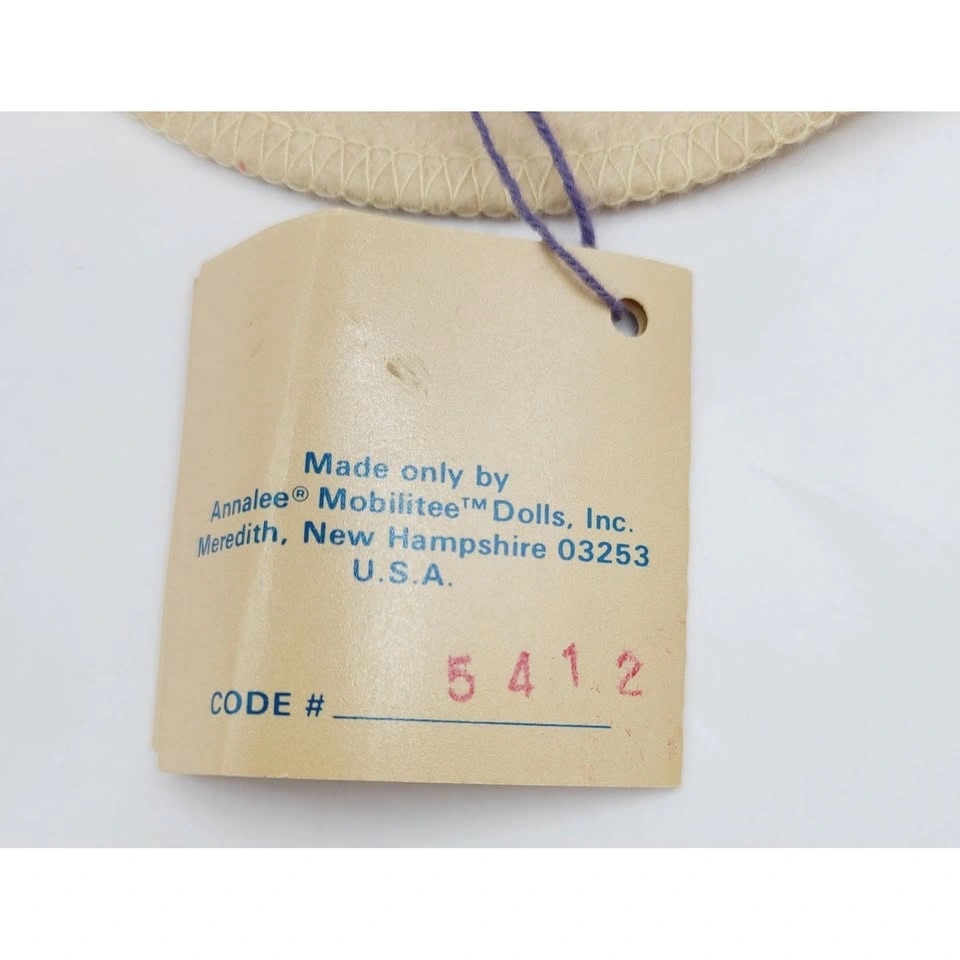 Made only by
Annalee® Mobilitee™ Dolls, Inc.
Meredith, New Hampshire 03253
U.S.A.
CODE # 5412